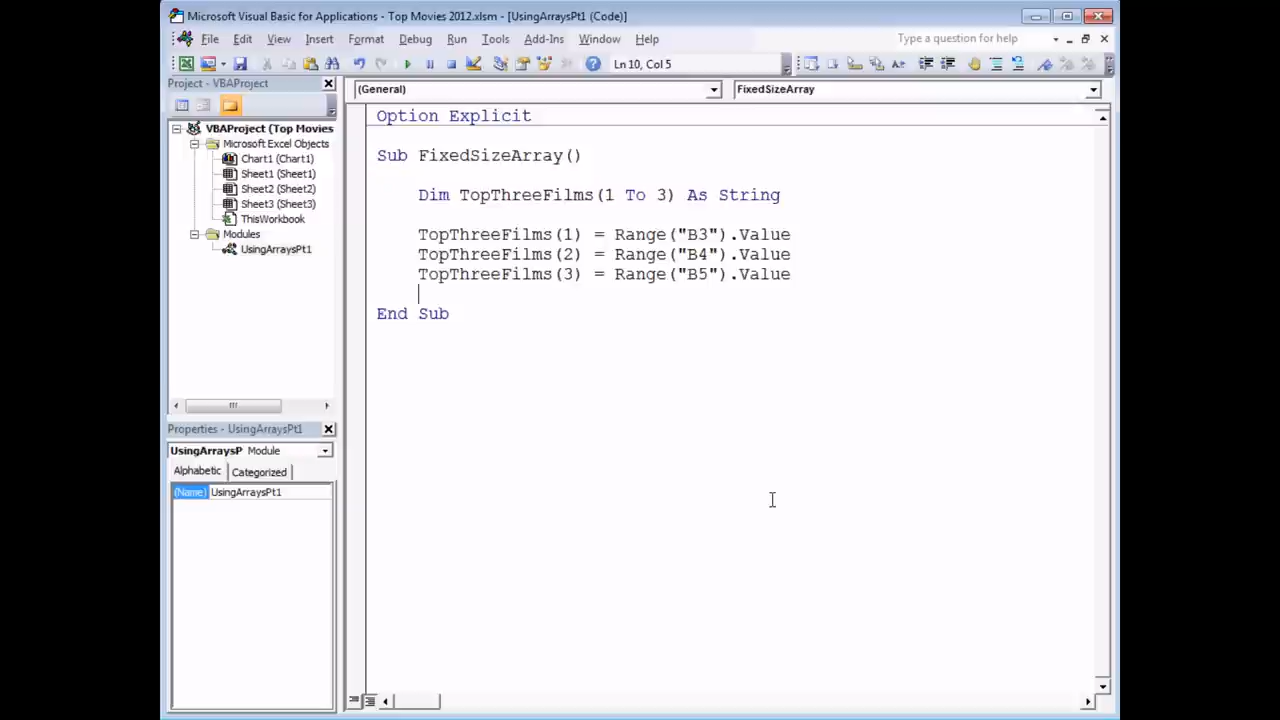 Microsoft Visual Basic for Applications - Top Movies 2012.xlsm - [UsingArraysPt1 (Code)]
File Edit View Insert Format Debug Run Tools Add-Ins Window Help Type a question for help
Ln 10, Col 5
Project - VBAProject
(General) FixedSizeArray
VBAProject (Top Movies
Microsoft Excel Objects
Chart1 (Chart1)
Sheet1 (Sheet1)
Sheet2 (Sheet2)
Sheet3 (Sheet3)
ThisWorkbook
Modules
UsingArraysPt1
Properties - UsingArraysPt1
UsingArraysP Module
Alphabetic Categorized
(Name) UsingArraysPt1
Option Explicit
Sub FixedSizeArray()
Dim TopThreeFilms(1 To 3) As String
TopThreeFilms(1) = Range("B3").Value
TopThreeFilms(2) = Range("B4").Value
TopThreeFilms(3) = Range("B5").Value
End Sub